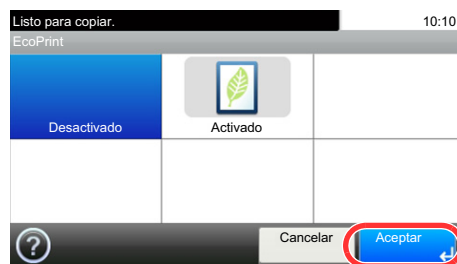 Listo para copiar. 10:10
EcoPrint
Desactivado Activado
?
Cancelar Aceptar